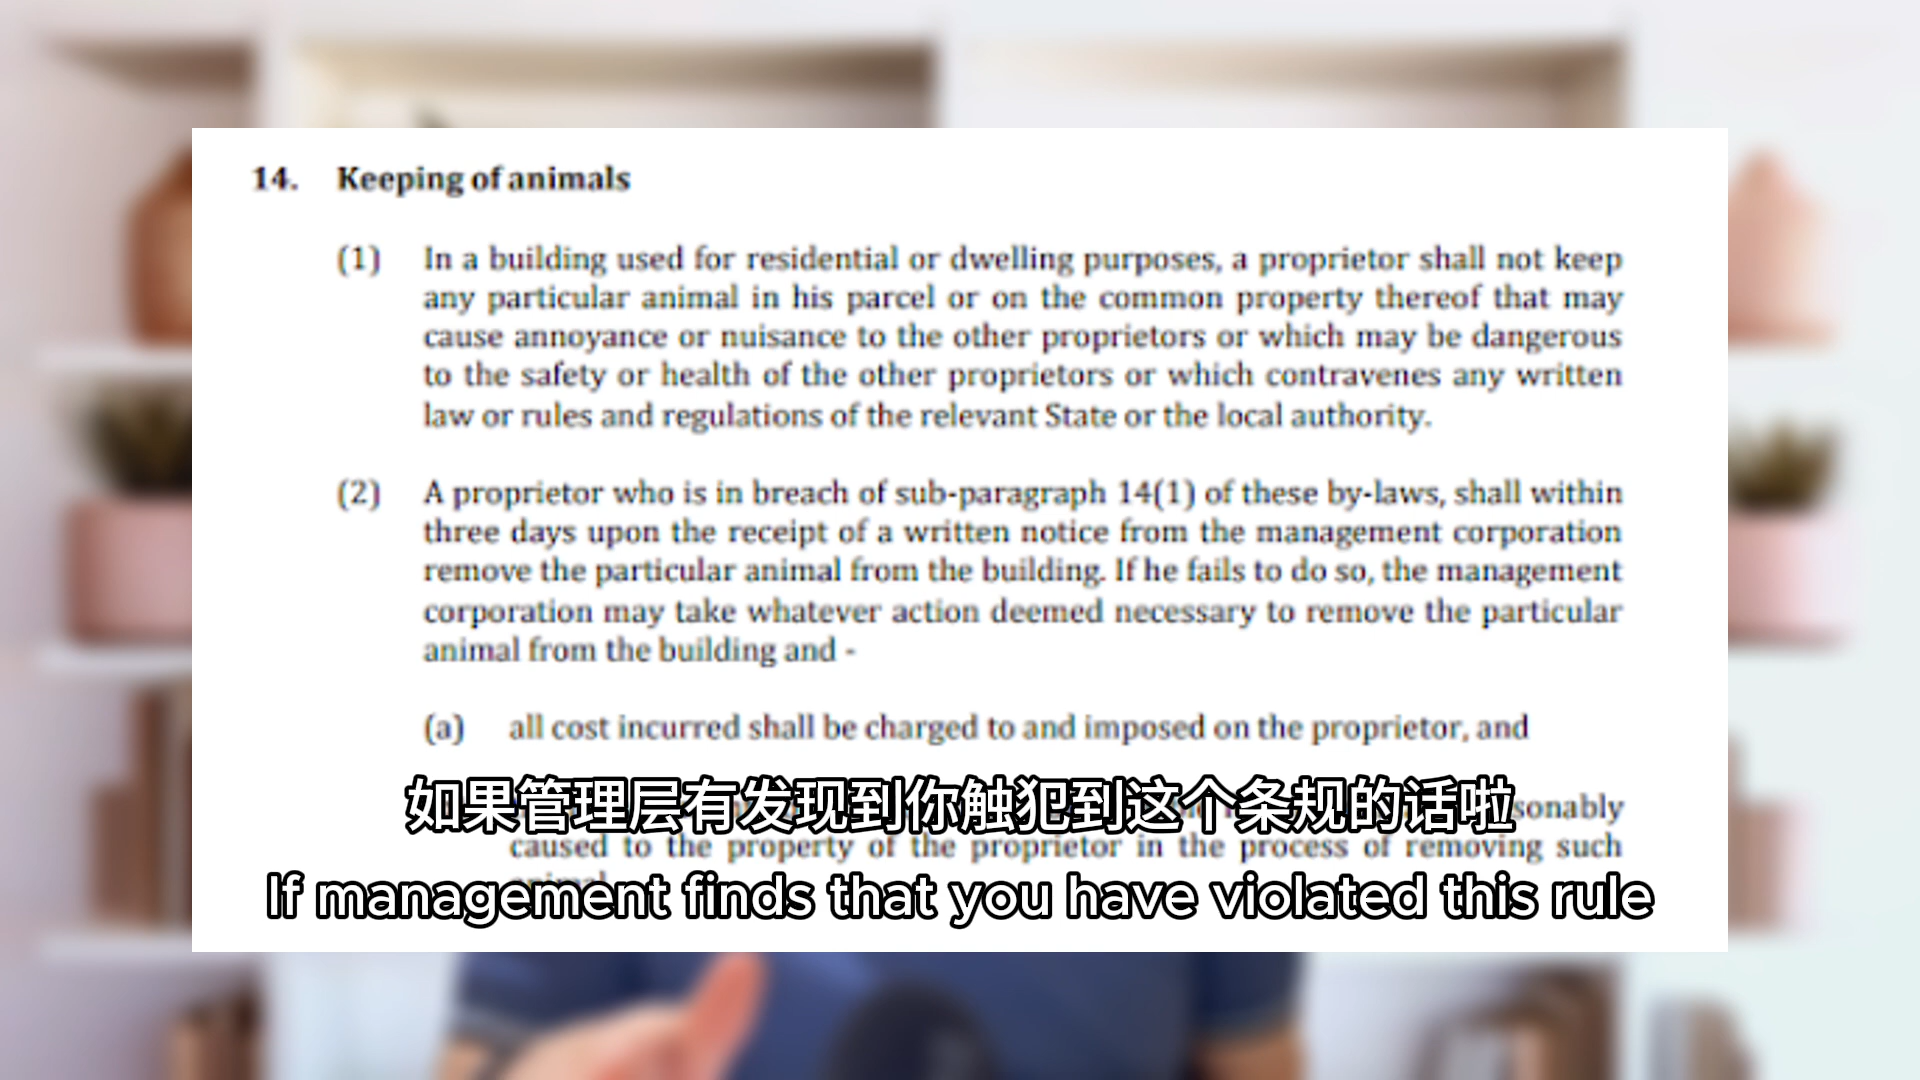 14. Keeping of animals
(1) In a building used for residential or dwelling purposes, a proprietor shall not keep
any particular animal in his parcel or on the common property thereof that may
cause annoyance or nuisance to the other proprietors or which may be dangerous
to the safety or health of the other proprietors or which contravenes any written
law or rules and regulations of the relevant State or the local authority.
(2) A proprietor who is in breach of sub-paragraph 14(1) of these by-laws, shall within
three days upon the receipt of a written notice from the management corporation
remove the particular animal from the building. If he fails to do so, the management
corporation may take whatever action deemed necessary to remove the particular
animal from the building and -
(a) all cost incurred shall be charged to and imposed on the proprietor, and
如果管理层有发现到你触犯到这个条规的话啦
caused to the property of the proprietor in the process of removing such
If management finds that you have violated this rule